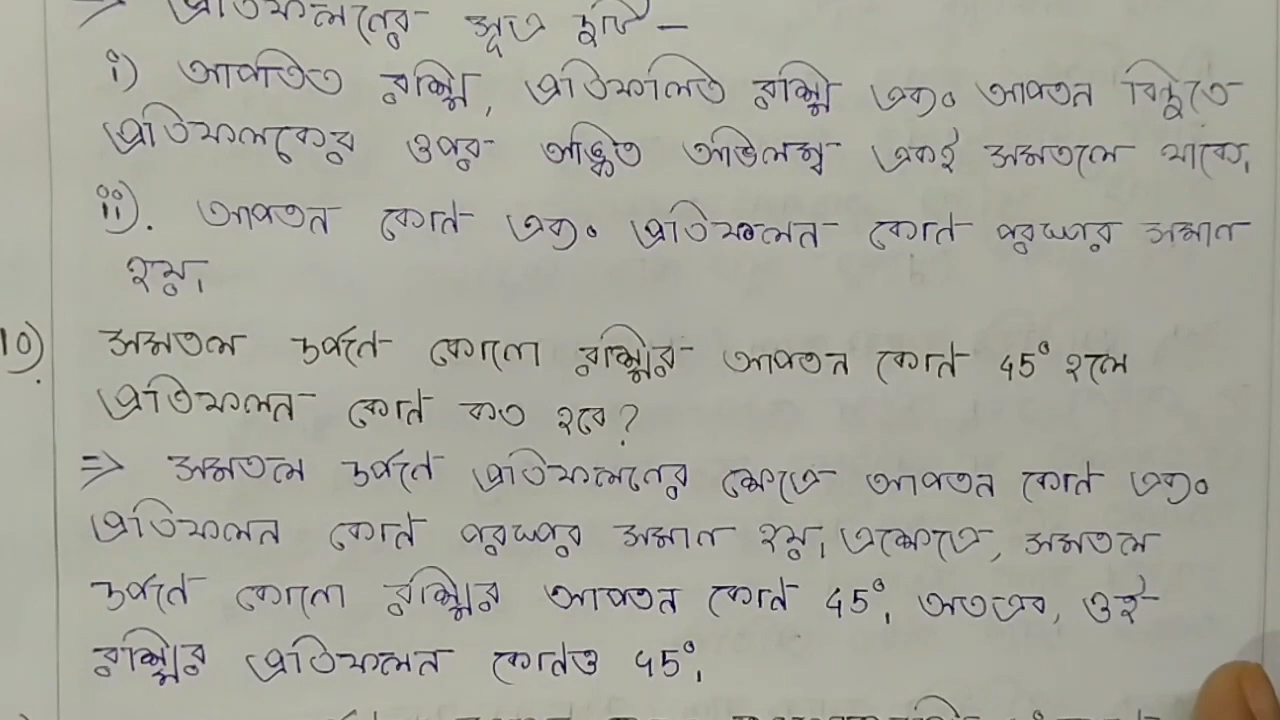 ⇒ প্রতিফলনের সূত্র দুটি —
i) আপতিত রশ্মি, প্রতিফলিত রশ্মি এবং আপতন বিন্দুতে
প্রতিফলকের ওপর অঙ্কিত অভিলম্ব একই সমতলে থাকে।
ii). আপতন কোণ এবং প্রতিফলন কোণ পরস্পর সমান
হয়।
10). সমতল দর্পণে কোনো রশ্মির আপতন কোণ 45° হলে
প্রতিফলন কোণ কত হবে?
⇒ সমতল দর্পণে প্রতিফলনের ক্ষেত্রে আপতন কোণ এবং
প্রতিফলন কোণ পরস্পর সমান হয়। এক্ষেত্রে, সমতল
দর্পণে কোনো রশ্মির আপতন কোণ 45°। অতএব, ওই
রশ্মির প্রতিফলন কোণও 45°।